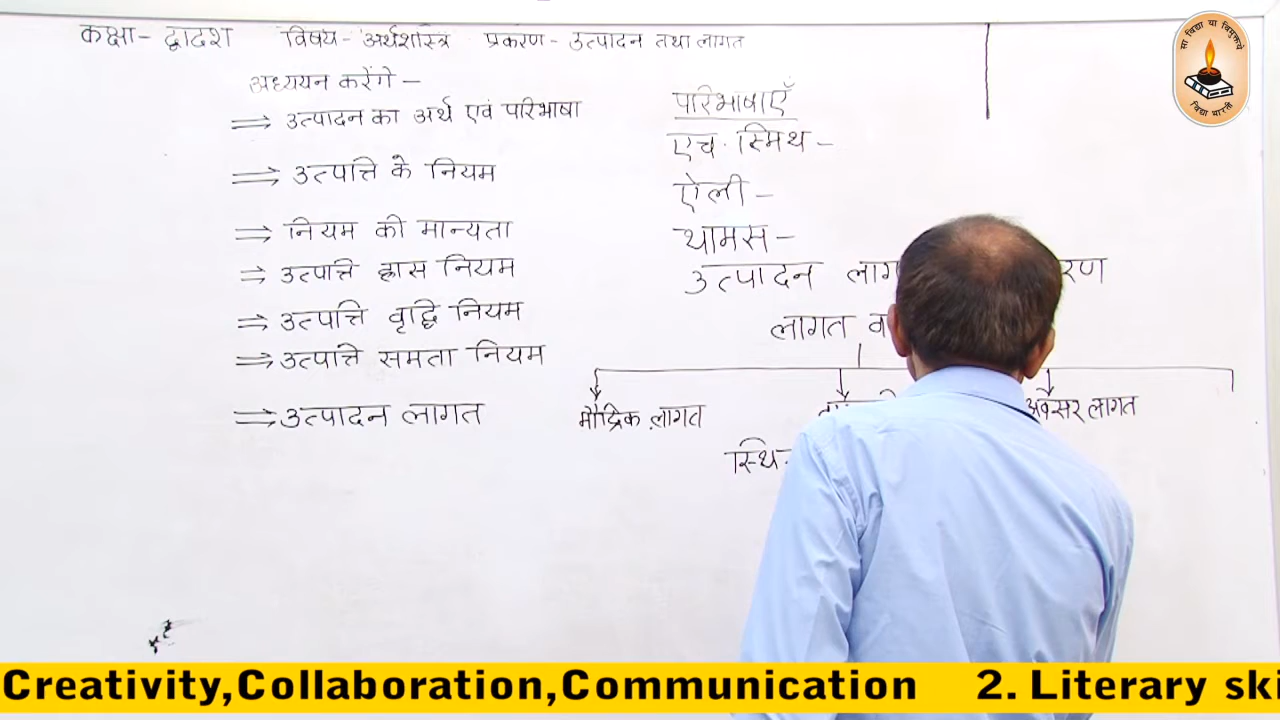 कक्षा- द्वादश विषय- अर्थशास्त्र प्रकरण- उत्पादन तथा लागत
अध्ययन करेंगे -
⇒ उत्पादन का अर्थ एवं परिभाषा
⇒ उत्पत्ति के नियम
⇒ नियम की मान्यता
⇒ उत्पत्ति ह्रास नियम
⇒ उत्पत्ति वृद्धि नियम
⇒ उत्पत्ति समता नियम
⇒ उत्पादन लागत
परिभाषाएँ
एच. स्मिथ -
ऐली -
थामस -
उत्पादन
लागत
मौद्रिक लागत अवसर लागत
सा विद्या या विमुक्तये
विद्या भारती
Creativity,Collaboration,Communication 2. Literary